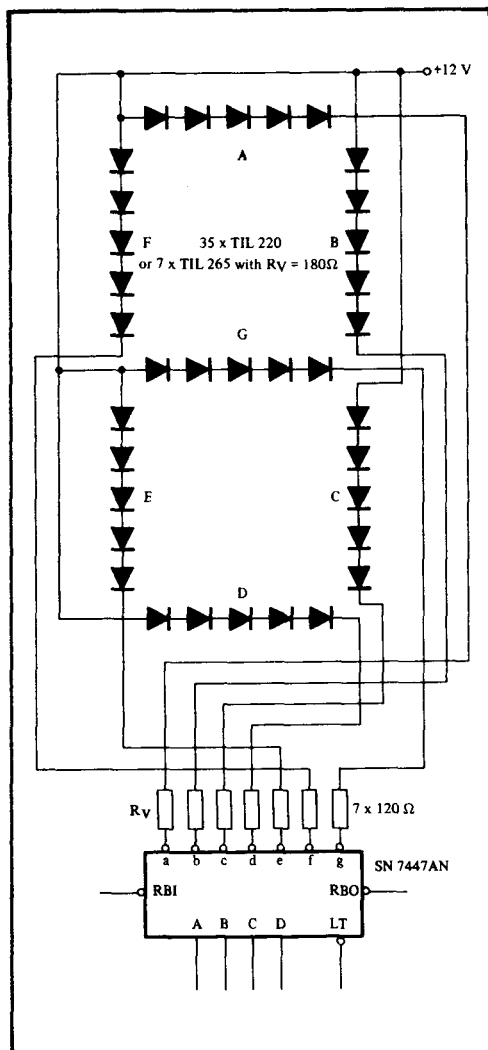 +12 V
A
F 35 x TIL 220 B
or 7 x TIL 265 with RV = 180Ω
G
E C
D
RV 7 x 120 Ω
a b c d e f g SN 7447AN
RBI RBO
A B C D LT